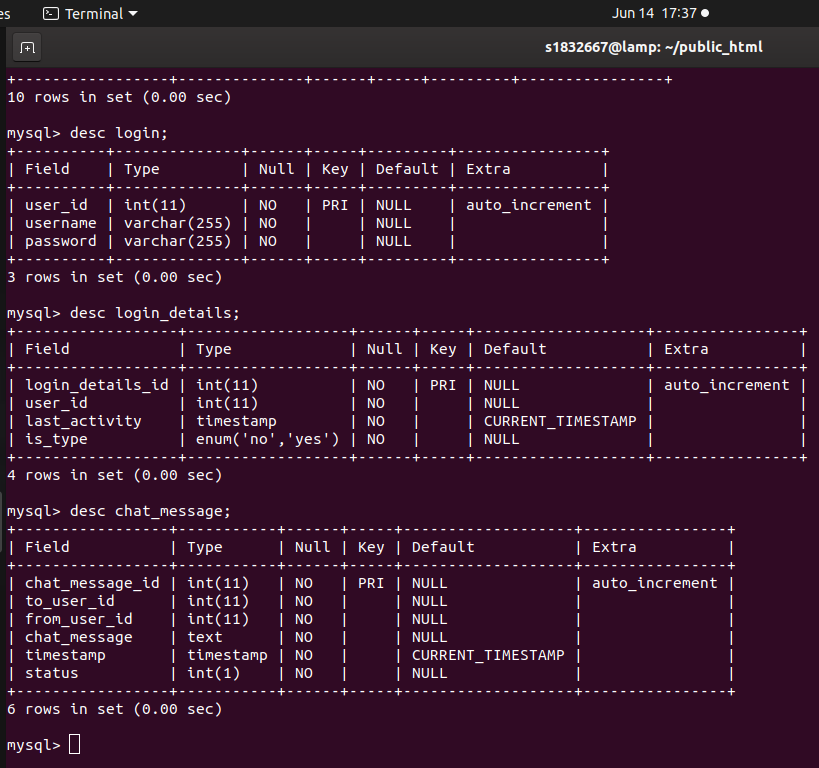 es Terminal Jun 14 17:37
s1832667@lamp: ~/public_html
+-----------------+--------------+------+-----+---------+----------------+
10 rows in set (0.00 sec)
mysql> desc login;
+----------+--------------+------+-----+---------+----------------+
| Field    | Type         | Null | Key | Default | Extra          |
+----------+--------------+------+-----+---------+----------------+
| user_id  | int(11)      | NO   | PRI | NULL    | auto_increment |
| username | varchar(255) | NO   |     | NULL    |                |
| password | varchar(255) | NO   |     | NULL    |                |
+----------+--------------+------+-----+---------+----------------+
3 rows in set (0.00 sec)
mysql> desc login_details;
+------------------+------------------+------+-----+-------------------+----------------+
| Field            | Type             | Null | Key | Default           | Extra          |
+------------------+------------------+------+-----+-------------------+----------------+
| login_details_id | int(11)          | NO   | PRI | NULL              | auto_increment |
| user_id          | int(11)          | NO   |     | NULL              |                |
| last_activity    | timestamp        | NO   |     | CURRENT_TIMESTAMP |                |
| is_type          | enum('no','yes') | NO   |     | NULL              |                |
+------------------+------------------+------+-----+-------------------+----------------+
4 rows in set (0.00 sec)
mysql> desc chat_message;
+-----------------+-----------+------+-----+-------------------+----------------+
| Field           | Type      | Null | Key | Default           | Extra          |
+-----------------+-----------+------+-----+-------------------+----------------+
| chat_message_id | int(11)   | NO   | PRI | NULL              | auto_increment |
| to_user_id      | int(11)   | NO   |     | NULL              |                |
| from_user_id    | int(11)   | NO   |     | NULL              |                |
| chat_message    | text      | NO   |     | NULL              |                |
| timestamp       | timestamp | NO   |     | CURRENT_TIMESTAMP |                |
| status          | int(1)    | NO   |     | NULL              |                |
+-----------------+-----------+------+-----+-------------------+----------------+
6 rows in set (0.00 sec)
mysql>